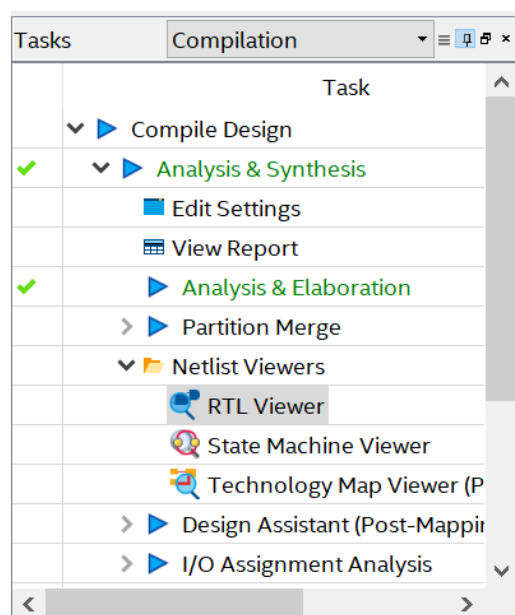 Tasks Compilation
Task
Compile Design
Analysis & Synthesis
Edit Settings
View Report
Analysis & Elaboration
Partition Merge
Netlist Viewers
RTL Viewer
State Machine Viewer
Technology Map Viewer (P
Design Assistant (Post-Mappin
I/O Assignment Analysis